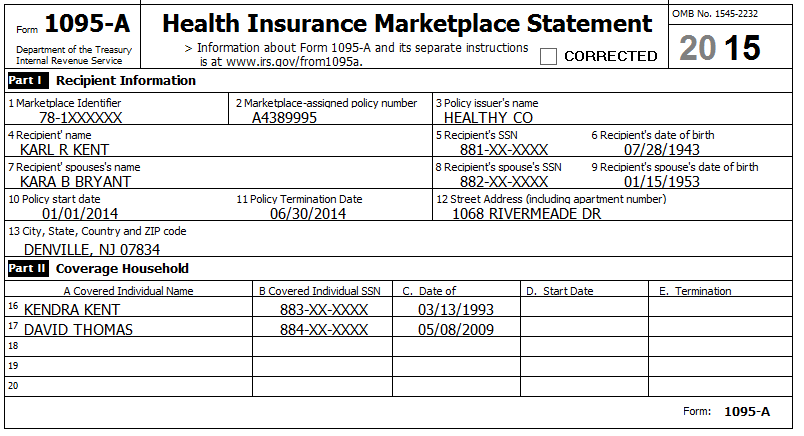 Form 1095-A
Department of the Treasury
Internal Revenue Service
Health Insurance Marketplace Statement
> Information about Form 1095-A and its separate instructions
is at www.irs.gov/from1095a.
CORRECTED
OMB No. 1545-2232
2015
Part I Recipient Information
1 Marketplace Identifier 2 Marketplace-assigned policy number 3 Policy issuer's name
78-1XXXXXX A4389995 HEALTHY CO
4 Recipient' name 5 Recipient's SSN 6 Recipient's date of birth
KARL R KENT 881-XX-XXXX 07/28/1943
7 Recipient' spouses's name 8 Recipient's spouse's SSN 9 Recipient's spouse's date of birth
KARA B BRYANT 882-XX-XXXX 01/15/1953
10 Policy start date 11 Policy Termination Date 12 Street Address (including apartment number)
01/01/2014 06/30/2014 1068 RIVERMEADE DR
13 City, State, Country and ZIP code
DENVILLE, NJ 07834
Part II Coverage Household
A Covered Individual Name B Covered Individual SSN C. Date of D. Start Date E. Termination
16 KENDRA KENT 883-XX-XXXX 03/13/1993
17 DAVID THOMAS 884-XX-XXXX 05/08/2009
18
19
20
Form: 1095-A